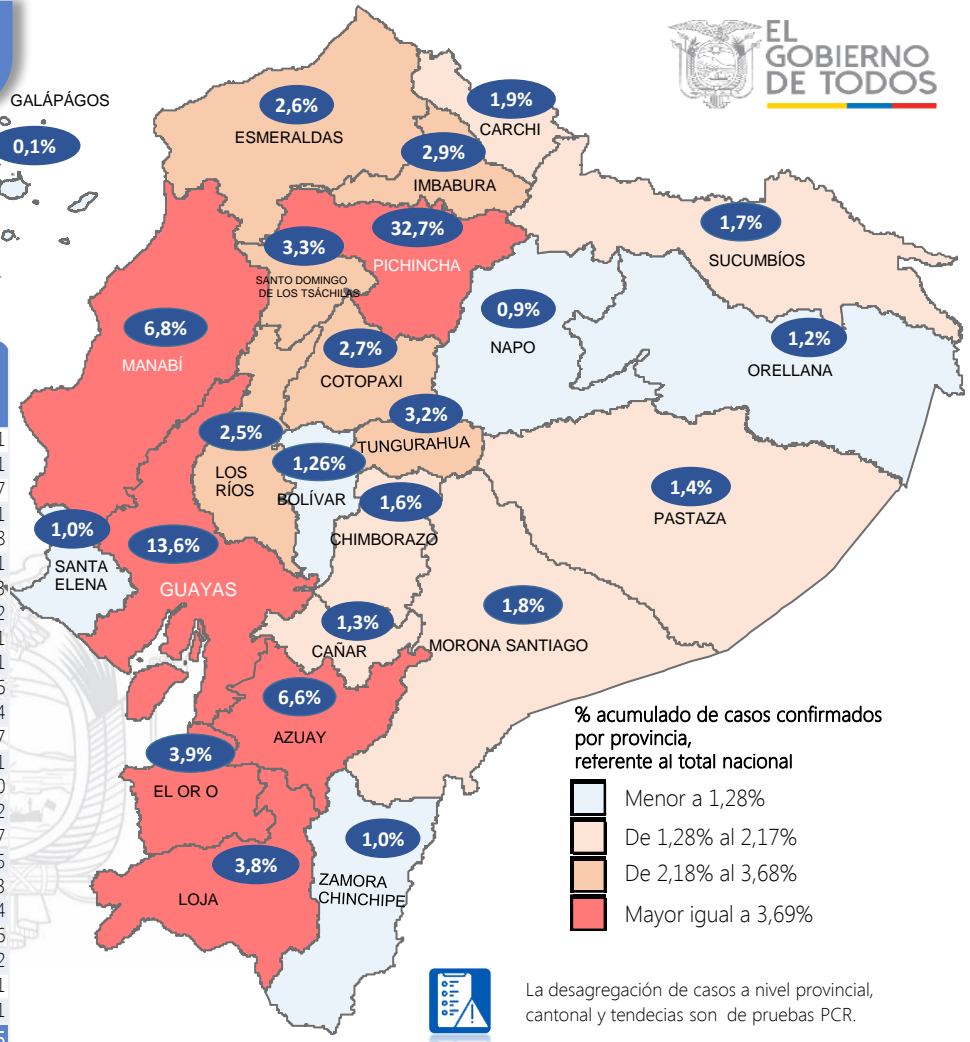 EL
GOBIERNO
DE TODOS
GALÁPÁGOS
0,1%
2,6%
ESMERALDAS
1,9%
CARCHI
2,9%
IMBABURA
1,7%
SUCUMBÍOS
32,7%
PICHINCHA
3,3%
SANTO DOMINGO
DE LOS TSÁCHILAS
0,9%
NAPO
1,2%
ORELLANA
6,8%
MANABÍ
2,7%
COTOPAXI
3,2%
TUNGURAHUA
2,5%
LOS
RÍOS
1,26%
BOLÍVAR
1,6%
CHIMBORAZO
1,4%
PASTAZA
1,0%
SANTA
ELENA
13,6%
GUAYAS
1,3%
CAÑAR
1,8%
MORONA SANTIAGO
6,6%
AZUAY
3,9%
EL OR O
3,8%
LOJA
1,0%
ZAMORA
CHINCHIPE
% acumulado de casos confirmados
por provincia,
referente al total nacional
Menor a 1,28%
De 1,28% al 2,17%
De 2,18% al 3,68%
Mayor igual a 3,69%
La desagregación de casos a nivel provincial,
cantonal y tendecias son de pruebas PCR.